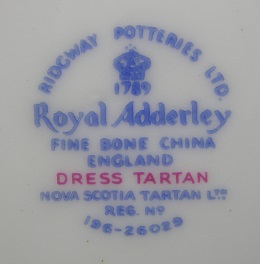 RIDGWAY POTTERIES LTD.
1789
Royal Adderley
FINE BONE CHINA
ENGLAND
DRESS TARTAN
NOVA SCOTIA TARTAN LTD
REG. NO
196-26029